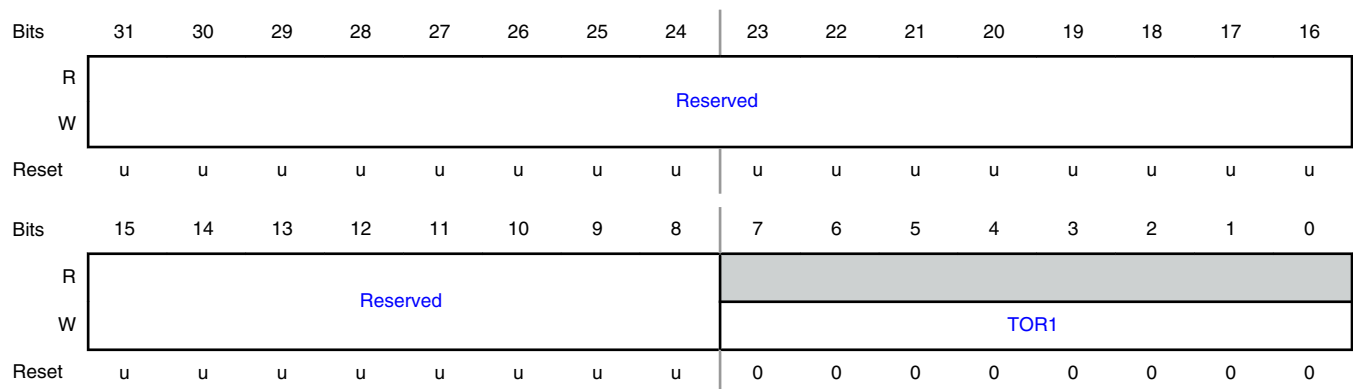 Bits 31 30 29 28 27 26 25 24 23 22 21 20 19 18 17 16
R
Reserved
W
Reset u u u u u u u u u u u u u u u u
Bits 15 14 13 12 11 10 9 8 7 6 5 4 3 2 1 0
R
Reserved
W TOR1
Reset u u u u u u u u 0 0 0 0 0 0 0 0